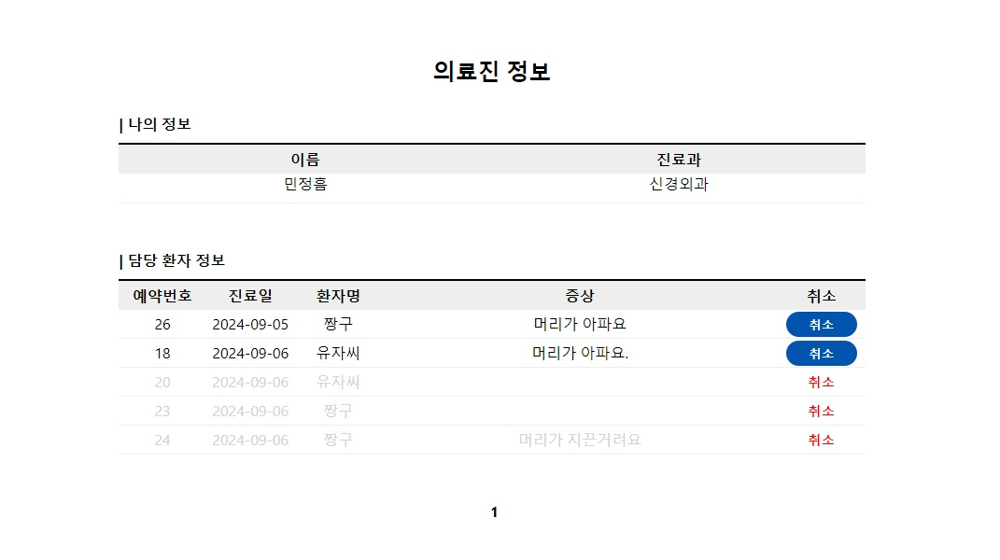 의료진 정보
| 나의 정보
이름 진료과
민정흠 신경외과
| 담당 환자 정보
예약번호 진료일 환자명 증상 취소
26 2024-09-05 짱구 머리가 아파요 취소
18 2024-09-06 유자씨 머리가 아파요. 취소
20 2024-09-06 유자씨 취소
23 2024-09-06 짱구 취소
24 2024-09-06 짱구 머리가 지끈거려요 취소
1